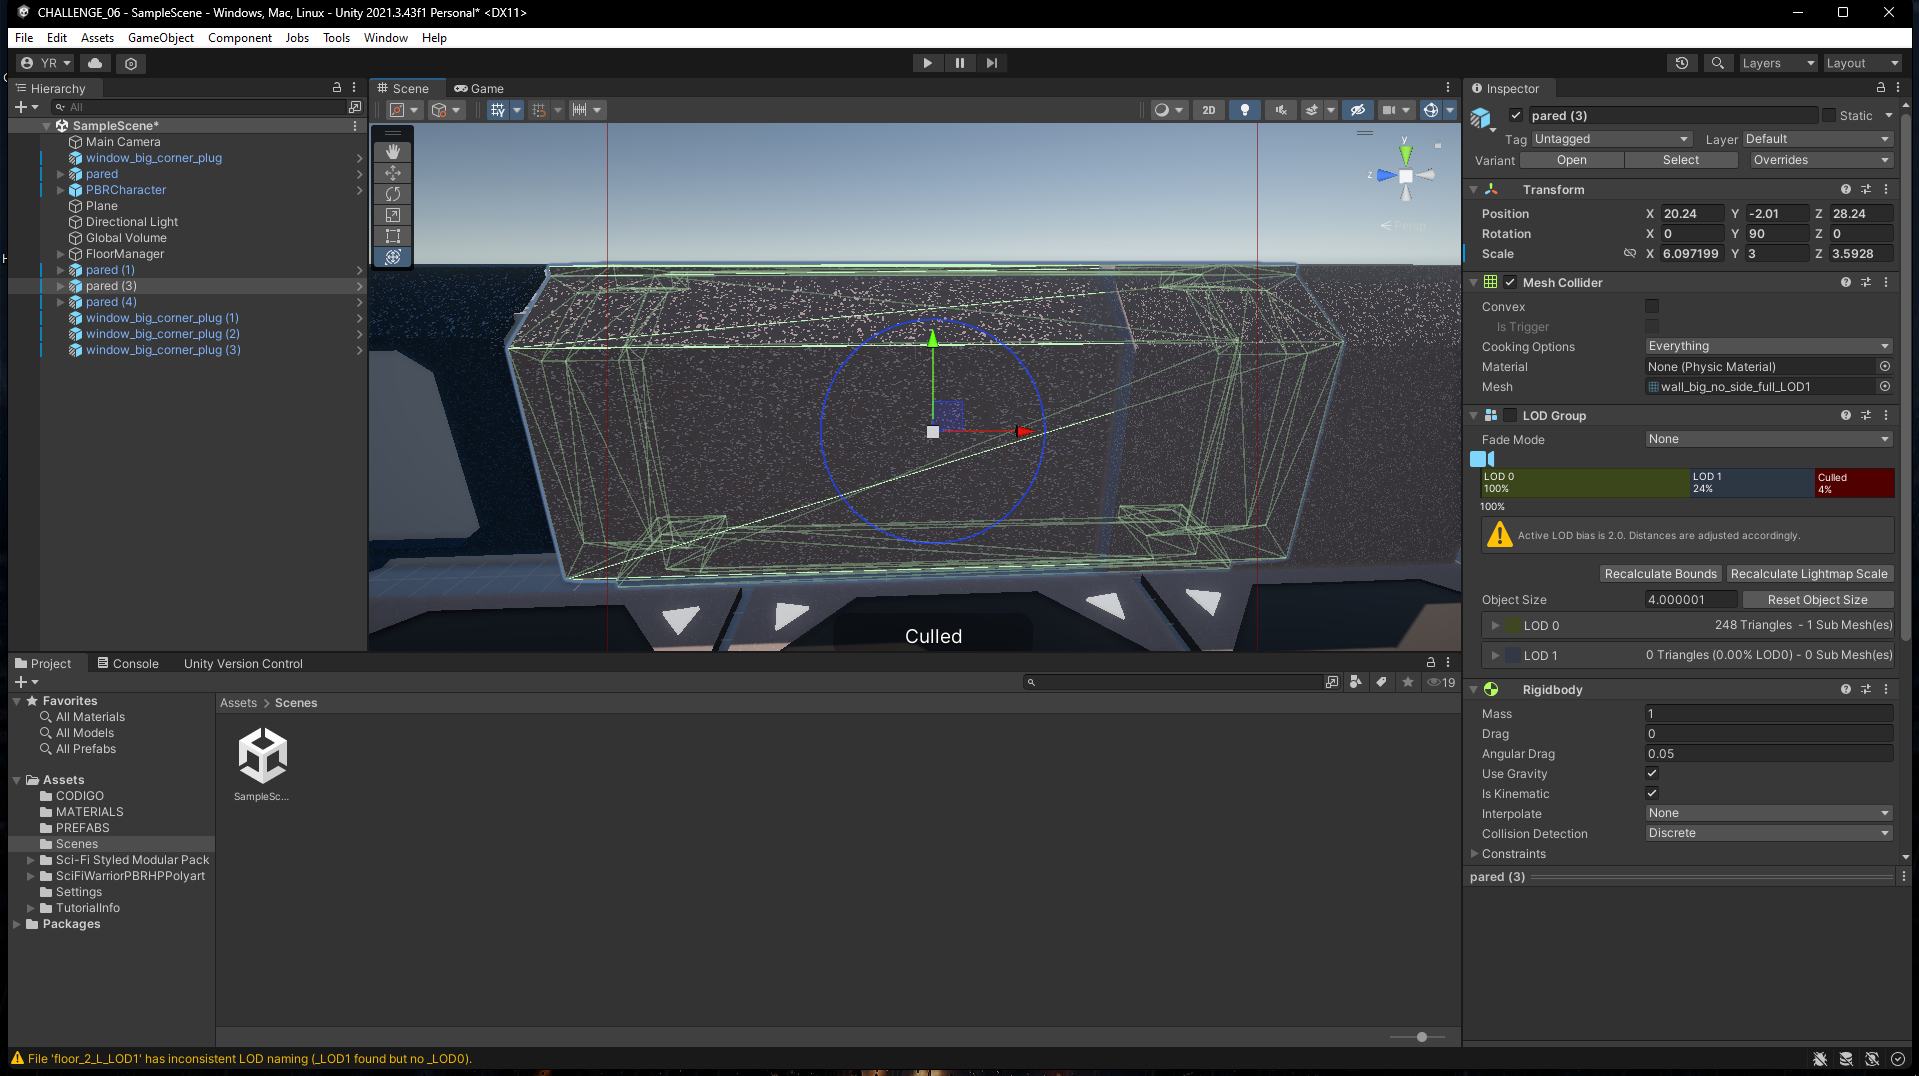 CHALLENGE_06 - SampleScene - Windows, Mac, Linux - Unity 2021.3.43f1 Personal* <DX11>
File Edit Assets GameObject Component Jobs Tools Window Help
YR Layers Layout
Hierarchy
All
SampleScene*
Main Camera
window_big_corner_plug
pared
PBRCharacter
Plane
Directional Light
Global Volume
FloorManager
pared (1)
pared (3)
pared (4)
window_big_corner_plug (1)
window_big_corner_plug (2)
window_big_corner_plug (3)
Scene Game
2D
y
z
Persp
Culled
Inspector
pared (3) Static
Tag Untagged Layer Default
Variant Open Select Overrides
Transform
Position X 20.24 Y -2.01 Z 28.24
Rotation X 0 Y 90 Z 0
Scale X 6.097199 Y 3 Z 3.5928
Mesh Collider
Convex
Is Trigger
Cooking Options Everything
Material None (Physic Material)
Mesh wall_big_no_side_full_LOD1
LOD Group
Fade Mode None
LOD 0 LOD 1 Culled
100% 24% 4%
100%
Active LOD bias is 2.0. Distances are adjusted accordingly.
Recalculate Bounds Recalculate Lightmap Scale
Object Size 4.000001 Reset Object Size
LOD 0 248 Triangles - 1 Sub Mesh(es)
LOD 1 0 Triangles (0.00% LOD0) - 0 Sub Mesh(es)
Rigidbody
Mass 1
Drag 0
Angular Drag 0.05
Use Gravity
Is Kinematic
Interpolate None
Collision Detection Discrete
Constraints
pared (3)
Project Console Unity Version Control
19
Favorites
All Materials
All Models
All Prefabs
Assets
CODIGO
MATERIALS
PREFABS
Scenes
Sci-Fi Styled Modular Pack
SciFiWarriorPBRHPPolyart
Settings
TutorialInfo
Packages
Assets > Scenes
SampleSc...
File 'floor_2_L_LOD1' has inconsistent LOD naming (_LOD1 found but no _LOD0).